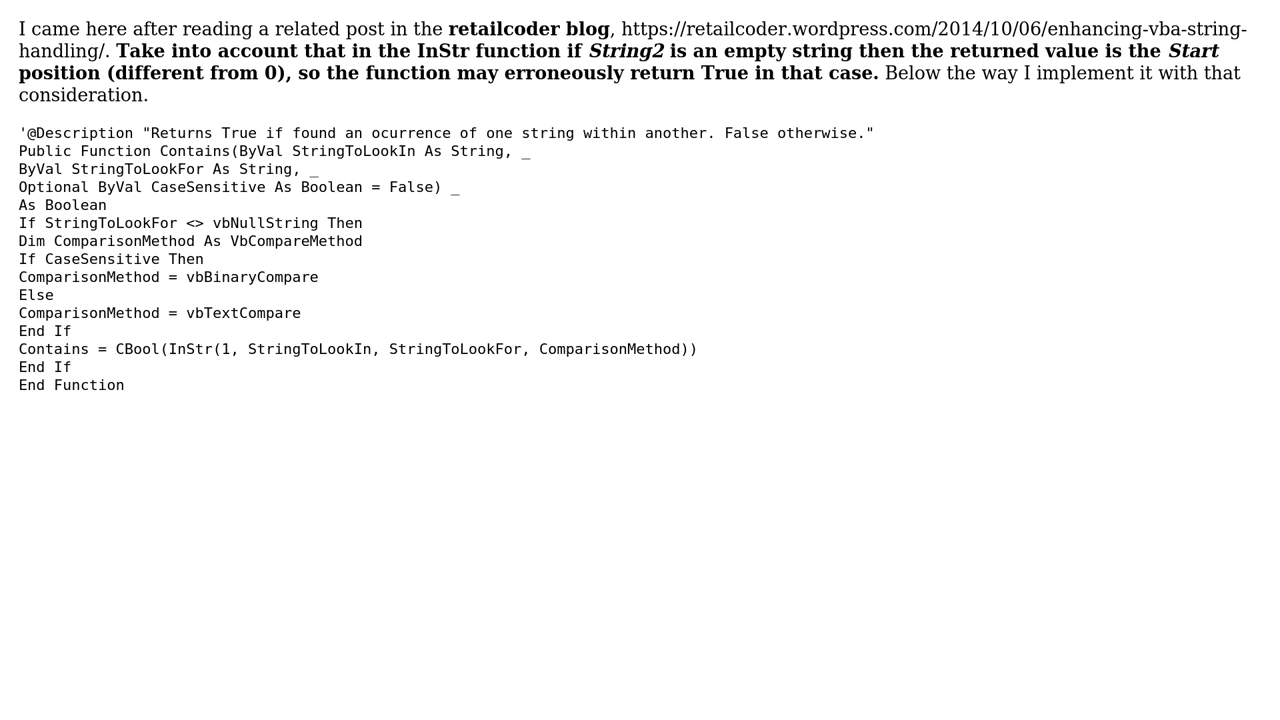 I came here after reading a related post in the retailcoder blog, https://retailcoder.wordpress.com/2014/10/06/enhancing-vba-string-
handling/. Take into account that in the InStr function if String2 is an empty string then the returned value is the Start
position (different from 0), so the function may erroneously return True in that case. Below the way I implement it with that
consideration.
'@Description "Returns True if found an ocurrence of one string within another. False otherwise."
Public Function Contains(ByVal StringToLookIn As String, _
ByVal StringToLookFor As String, _
Optional ByVal CaseSensitive As Boolean = False) _
As Boolean
If StringToLookFor <> vbNullString Then
Dim ComparisonMethod As VbCompareMethod
If CaseSensitive Then
ComparisonMethod = vbBinaryCompare
Else
ComparisonMethod = vbTextCompare
End If
Contains = CBool(InStr(1, StringToLookIn, StringToLookFor, ComparisonMethod))
End If
End Function